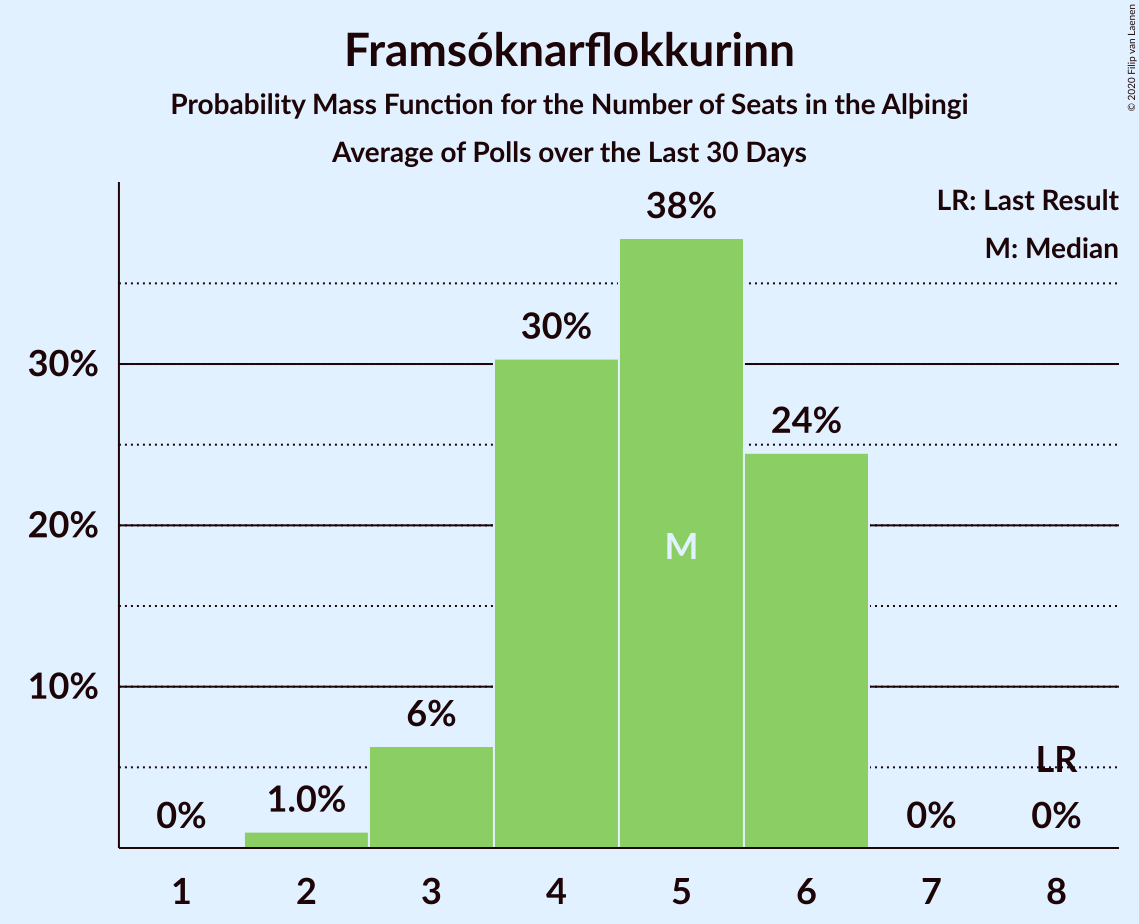 Framsóknarflokkurinn
Probability Mass Function for the Number of Seats in the Alþingi
Average of Polls over the Last 30 Days
© 2020 Filip van Laenen
LR: Last Result
M: Median
38%
30%
30%
24%
20%
M
10%
6%
LR
0%
1.0%
0%
0%
1 2 3 4 5 6 7 8